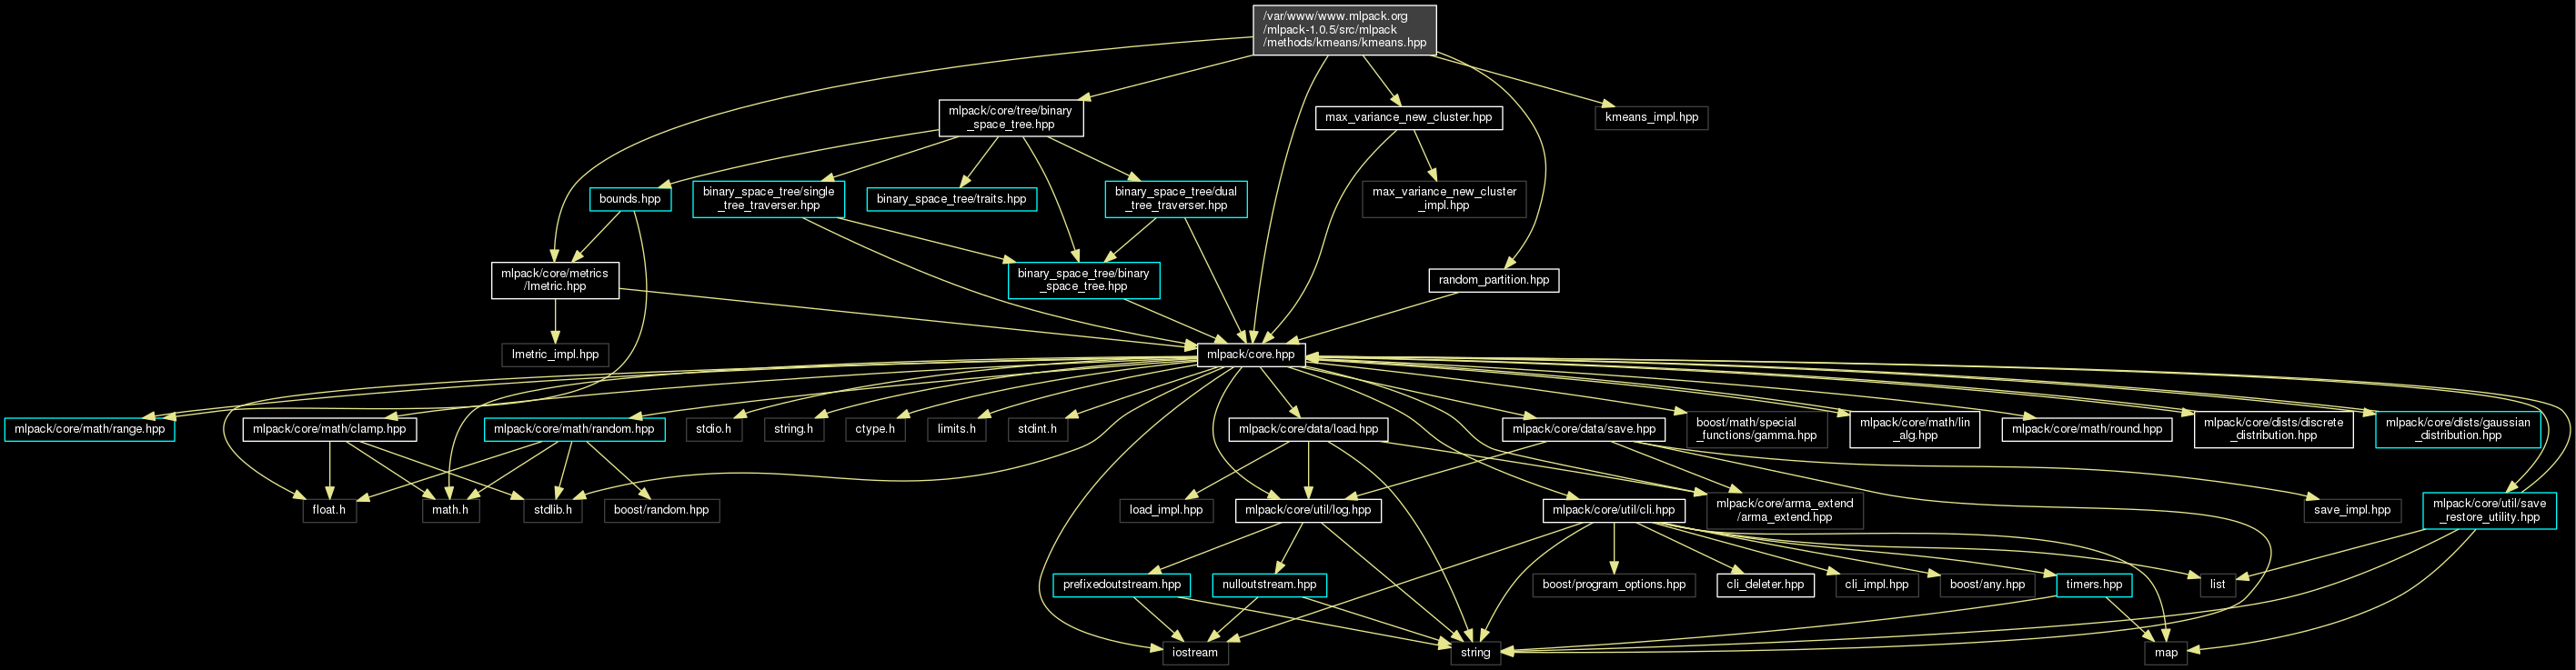 /var/www/www.mlpack.org
/mlpack-1.0.5/src/mlpack
/methods/kmeans/kmeans.hpp
mlpack/core/tree/binary
_space_tree.hpp
max_variance_new_cluster.hpp
kmeans_impl.hpp
bounds.hpp
binary_space_tree/single
_tree_traverser.hpp
binary_space_tree/traits.hpp
binary_space_tree/dual
_tree_traverser.hpp
max_variance_new_cluster
_impl.hpp
mlpack/core/metrics
/lmetric.hpp
binary_space_tree/binary
_space_tree.hpp
random_partition.hpp
lmetric_impl.hpp
mlpack/core.hpp
mlpack/core/math/range.hpp
mlpack/core/math/clamp.hpp
mlpack/core/math/random.hpp
stdio.h
string.h
ctype.h
limits.h
stdint.h
mlpack/core/data/load.hpp
mlpack/core/data/save.hpp
boost/math/special
_functions/gamma.hpp
mlpack/core/math/lin
_alg.hpp
mlpack/core/math/round.hpp
mlpack/core/dists/discrete
_distribution.hpp
mlpack/core/dists/gaussian
_distribution.hpp
float.h
math.h
stdlib.h
boost/random.hpp
load_impl.hpp
mlpack/core/util/log.hpp
mlpack/core/util/cli.hpp
mlpack/core/arma_extend
/arma_extend.hpp
save_impl.hpp
mlpack/core/util/save
_restore_utility.hpp
prefixedoutstream.hpp
nulloutstream.hpp
boost/program_options.hpp
cli_deleter.hpp
cli_impl.hpp
boost/any.hpp
timers.hpp
list
iostream
string
map